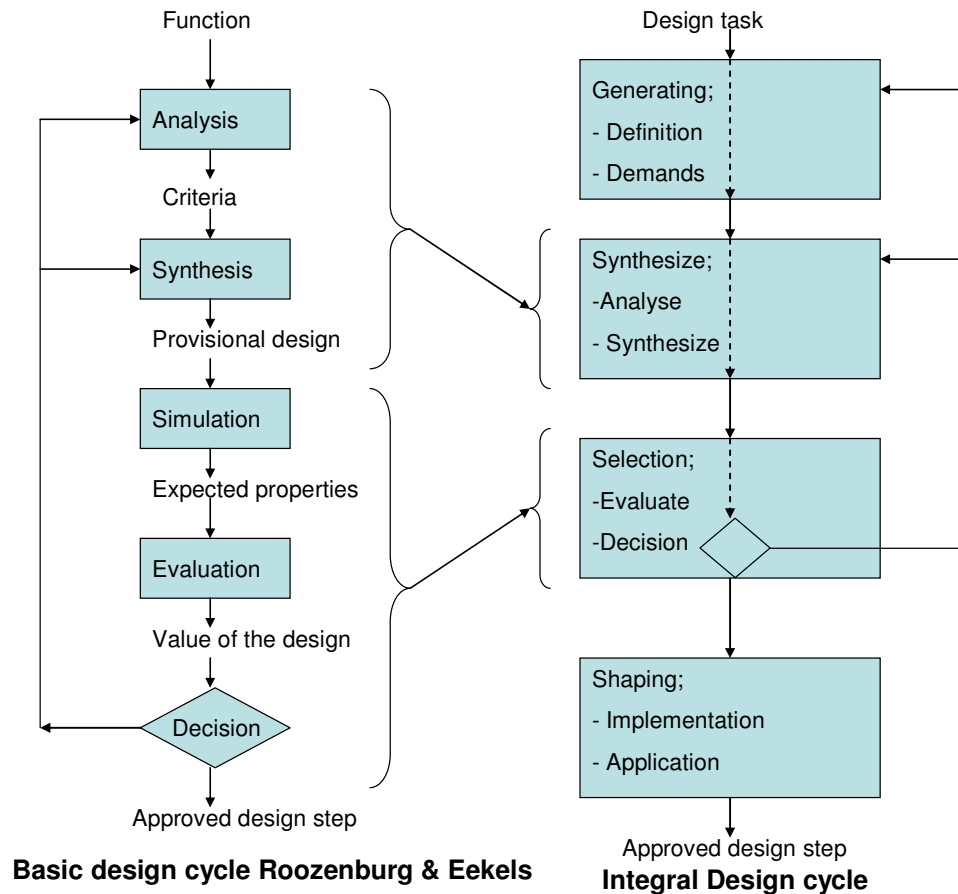 Function
Analysis
Criteria
Synthesis
Provisional design
Simulation
Expected properties
Evaluation
Value of the design
Decision
Approved design step
Basic design cycle Roozenburg & Eekels
Design task
Generating;
- Definition
- Demands
Synthesize;
-Analyse
- Synthesize
Selection;
-Evaluate
-Decision
Shaping;
- Implementation
- Application
Approved design step
Integral Design cycle